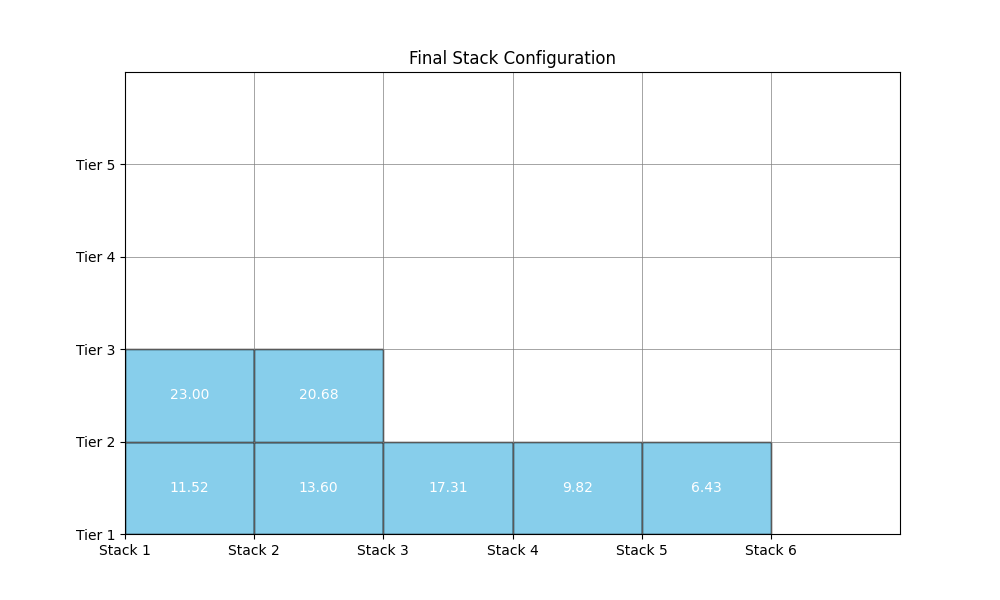 Final Stack Configuration
Tier 5
Tier 4
Tier 3
23.00 20.68
Tier 2
11.52 13.60 17.31 9.82 6.43
Tier 1
Stack 1 Stack 2 Stack 3 Stack 4 Stack 5 Stack 6